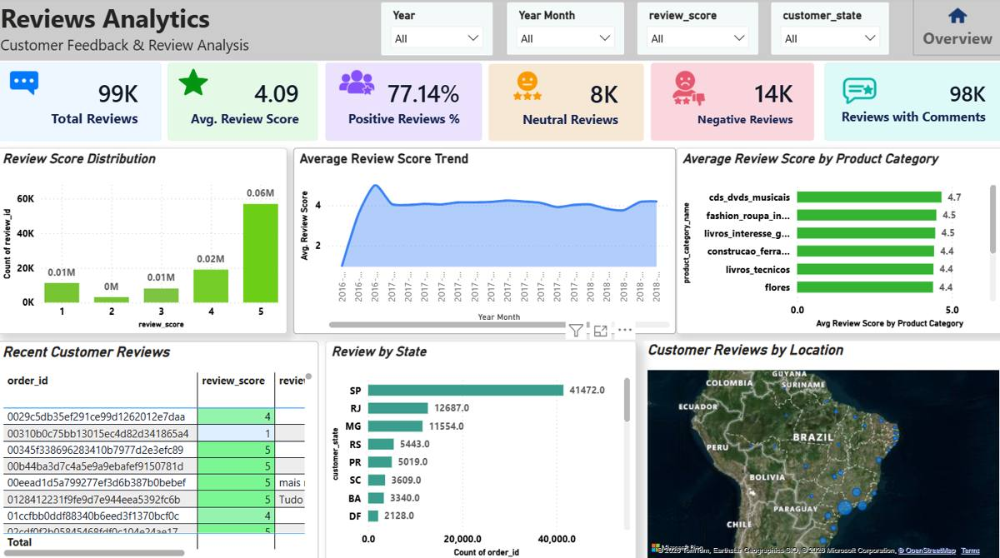 Reviews Analytics
Customer Feedback & Review Analysis
Year
All
Year Month
All
review_score
All
customer_state
All
Overview
99K
Total Reviews
4.09
Avg. Review Score
77.14%
Positive Reviews %
8K
Neutral Reviews
14K
Negative Reviews
98K
Reviews with Comments
Review Score Distribution
Count of review_id
60K
40K
20K
0K
0.01M
0M
0.01M
0.02M
0.06M
1
2
3
4
5
review_score
Average Review Score Trend
Avg. Review Score
4
2
2016 -...
2016 -...
2016 -...
2017 -...
2017 -...
2017 -...
2017 -...
2017 -...
2017 -...
2017 -...
2017 -...
2017 -...
2017 -...
2017 -...
2017 -...
2018 -...
2018 -...
2018 -...
2018 -...
2018 -...
Year Month
Average Review Score by Product Category
product_category_name
cds_dvds_musicais 4.7
fashion_roupa_in... 4.5
livros_interesse_g... 4.5
construcao_ferra... 4.4
livros_tecnicos 4.4
flores 4.4
0.0 5.0
Avg Review Score by Product Category
Recent Customer Reviews
order_id review_score review
0029c5db35ef291ce99d1262012e7daa 4
00310b0c75bb13015ec4d82d341865a4 1
00345f338696283410b7977d2e3efc89 5
00b44ba3d7c4a5e9a9ebafef9150781d 5
00eead1d5a799277ef3d6b387b0bebef 5 mais
0128412231f9fe9d7e944eea5392fc6b 5 Tudo
01ccfbb0ddf88340b6eed3f1370bcf0c 4
02cdf0f2b05845468fdf0c104e24ae17 5
Total
Review by State
customer_state
SP 41472.0
RJ 12687.0
MG 11554.0
RS 5443.0
PR 5019.0
SC 3609.0
BA 3340.0
DF 2128.0
0.0 20,000.0 40,000.0
Count of order_id
Customer Reviews by Location
GUYANA
COLOMBIA
SURINAME
ECUADOR
BRAZIL
PERU
BOLIVIA
PARAGUAY
CHILE
Microsoft Bing
© 2026 TomTom, Earthstar Geographics SIO, © 2026 Microsoft Corporation, © OpenStreetMap Terms